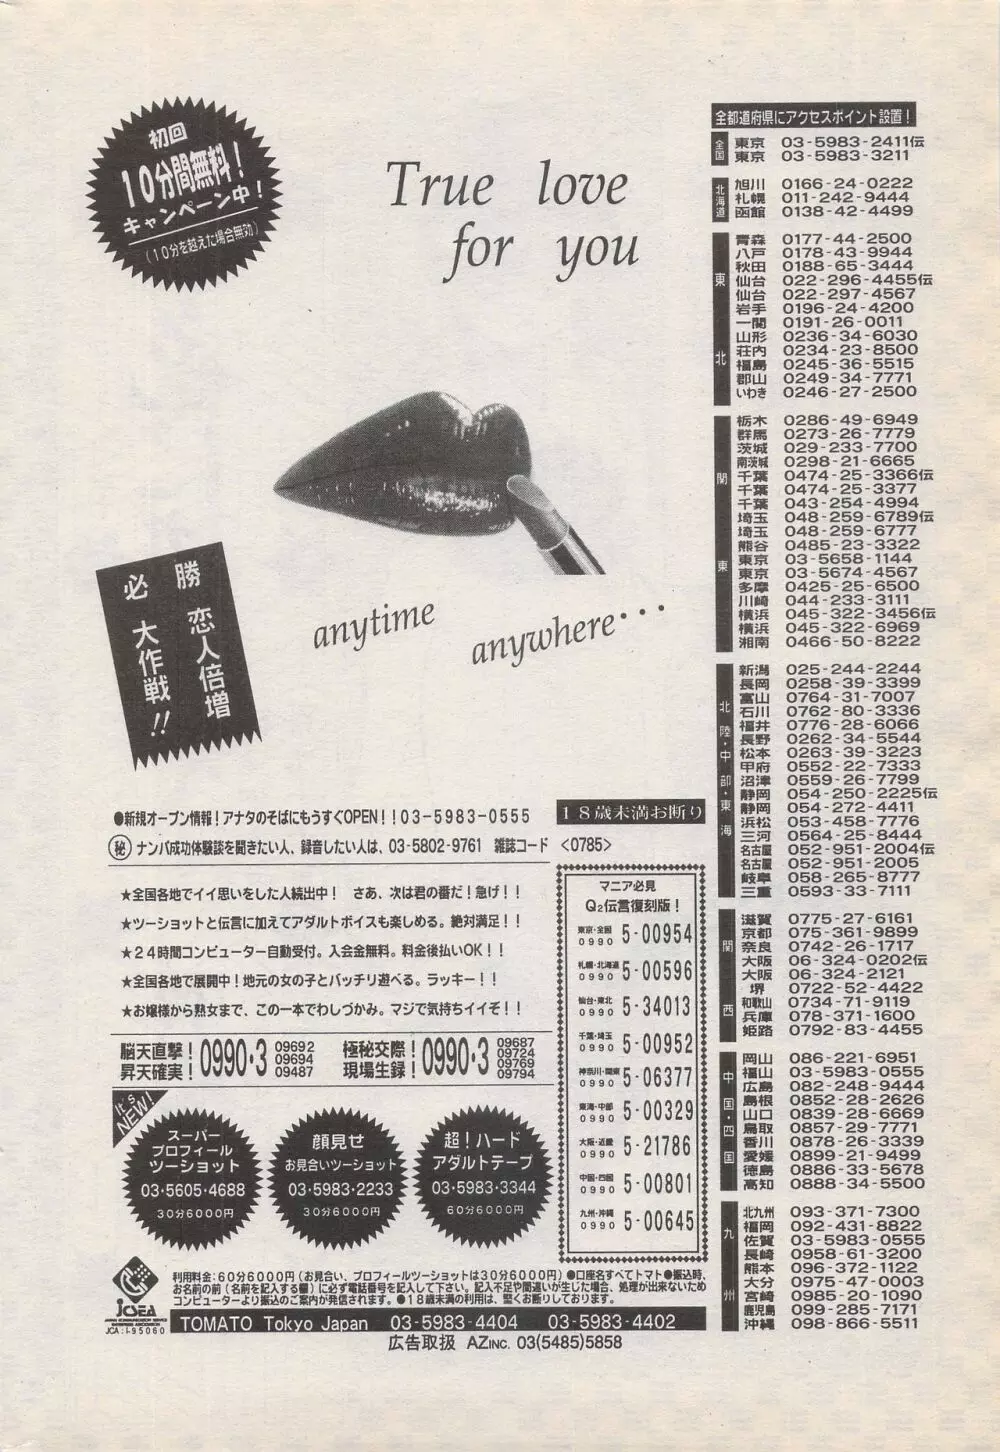 初回
10分間無料！
キャンペーン中！
(10分を越えた場合無効)
True love
for you
anytime
anywhere・・・
必勝 恋人倍増
大作戦!!
●新規オープン情報！アナタのそばにもうすぐOPEN！！03-5983-0555
㊙ ナンパ成功体験談を聞きたい人、録音したい人は、03-5802-9761 雑誌コード <0785>
18歳未満お断り
★全国各地でイイ思いをした人続出中！ さあ、次は君の番だ！急げ！！
★ツーショットと伝言に加えてアダルトボイスも楽しめる。絶対満足！！
★24時間コンピューター自動受付。入会金無料。料金後払いOK！！
★全国各地で展開中！地元の女の子とバッチリ遊べる。ラッキー！！
★お嬢様から熟女まで、この一本でわしづかみ。マジで気持ちイイぞ！！
脳天直撃！
昇天確実！
0990・3
09692
09694
09487
極秘交際！
現場生録！
0990・3
09687
09724
09769
09794
It's NEW!
スーパー
プロフィール
ツーショット
03・5605・4688
30分6000円
顔見せ
お見合いツーショット
03・5983・2233
30分6000円
超！ハード
アダルトテープ
03・5983・3344
60分6000円
マニア必見
Q2伝言復刻版！
東京・全国 0990 5-00954
札幌・北海道 0990 5-00596
仙台・東北 0990 5-34013
千葉・埼玉 0990 5-00952
神奈川・関東 0990 5-06377
東海・中部 0990 5-00329
大阪・近畿 0990 5-21786
中国・四国 0990 5-00801
九州・沖縄 0990 5-00645
全都道府県にアクセスポイント設置！
全国
東京 03-5983-2411伝
東京 03-5983-3211
北海道
旭川 0166-24-0222
札幌 011-242-9444
函館 0138-42-4499
東北
青森 0177-44-2500
八戸 0178-43-9944
秋田 0188-65-3444
仙台 022-296-4455伝
仙台 022-297-4567
岩手 0196-24-4200
一関 0191-26-0011
山形 0236-34-6030
荘内 0234-23-8500
福島 0245-36-5515
郡山 0249-34-7771
いわき 0246-27-2500
関東
栃木 0286-49-6949
群馬 0273-26-7779
茨城 029-233-7700
南茨城 0298-21-6665
千葉 0474-25-3366伝
千葉 0474-25-3377
千葉 043-254-4994
埼玉 048-259-6789伝
埼玉 048-259-6777
熊谷 0485-23-3322
東京 03-5658-1144
東京 03-5674-4567
多摩 0425-25-6500
川崎 044-233-3111
横浜 045-322-3456伝
横浜 045-322-6969
湘南 0466-50-8222
北陸・中部・東海
新潟 025-244-2244
長岡 0258-39-3399
富山 0764-31-7007
石川 0762-80-3336
福井 0776-28-6066
長野 0262-34-5544
松本 0263-39-3223
甲府 0552-22-7333
沼津 0559-26-7799
静岡 054-250-2225伝
静岡 054-272-4411
浜松 053-458-7776
三河 0564-25-8444
名古屋 052-951-2004伝
名古屋 052-951-2005
岐阜 058-265-8777
三重 0593-33-7111
関西
滋賀 0775-27-6161
京都 075-361-9899
奈良 0742-26-1717
大阪 06-324-0202伝
大阪 06-324-2121
堺 0722-52-4422
和歌山 0734-71-9119
兵庫 078-371-1600
姫路 0792-83-4455
中国・四国
岡山 086-221-6951
福山 03-5983-0555
広島 082-248-9444
島根 0852-28-2626
山口 0839-28-6669
鳥取 0857-29-7771
香川 0878-26-3339
愛媛 0899-21-9499
徳島 0886-33-5678
高知 0888-34-5500
九州
北九州 093-371-7300
福岡 092-431-8822
佐賀 03-5983-0555
長崎 0958-61-3200
熊本 096-372-1122
大分 0975-47-0003
宮崎 0985-20-1090
鹿児島 099-285-7171
沖縄 098-866-5511
JCSEA
JAPAN COMMUNICATION SERVICE
ENTERPRISE ASSOCIATION
JCA:I-95060
利用料金：60分6000円（お見合い、プロフィールツーショットは30分6000円）●口座名すべてトマト●振込時、
お名前の前（名前を記入する欄）に必ず電話番号を記入して下さい。記入不足や間違いが生じた場合、処理が出来ないため
コンピューターより振込のご案内が発信されます。●18歳未満の利用は、堅くお断りしております。
TOMATO Tokyo Japan 03-5983-4404 03-5983-4402
広告取扱 AZINC. 03(5485)5858